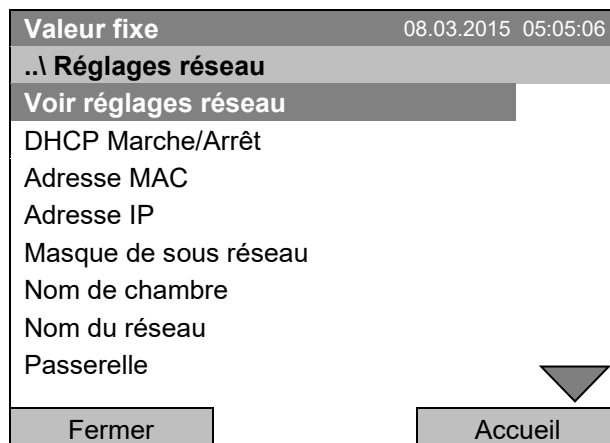 Valeur fixe 08.03.2015 05:05:06
..\ Réglages réseau
Voir réglages réseau
DHCP Marche/Arrêt
Adresse MAC
Adresse IP
Masque de sous réseau
Nom de chambre
Nom du réseau
Passerelle
Fermer Accueil